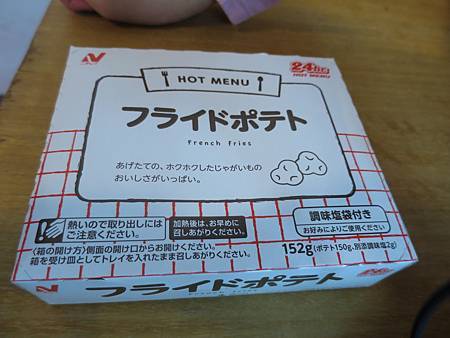 24hrs.
HOT MENU
HOT MENU
フライドポテト
french fries
あげたての、ホクホクしたじゃがいもの
おいしさがいっぱい。
熱いので取り出しには
ご注意ください。
加熱後は、お早めに
召しあがりください。
調味塩袋付き
お好みによりご使用ください
〈箱の開け方〉側面の開け口からお開けください。
箱を受け皿としてトレイを入れたまま召しあがりください。
152g(ポテト150g、別添調味塩2g)
フライドポテト
french fries